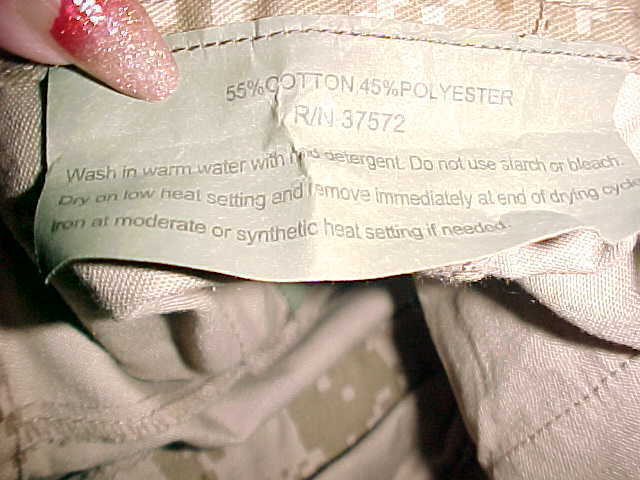 55% COTTON 45% POLYESTER
R/N 37572
Wash in warm water with mild detergent. Do not use starch or bleach.
Dry on low heat setting and remove immediately at end of drying cycle
Iron at moderate or synthetic heat setting if needed.